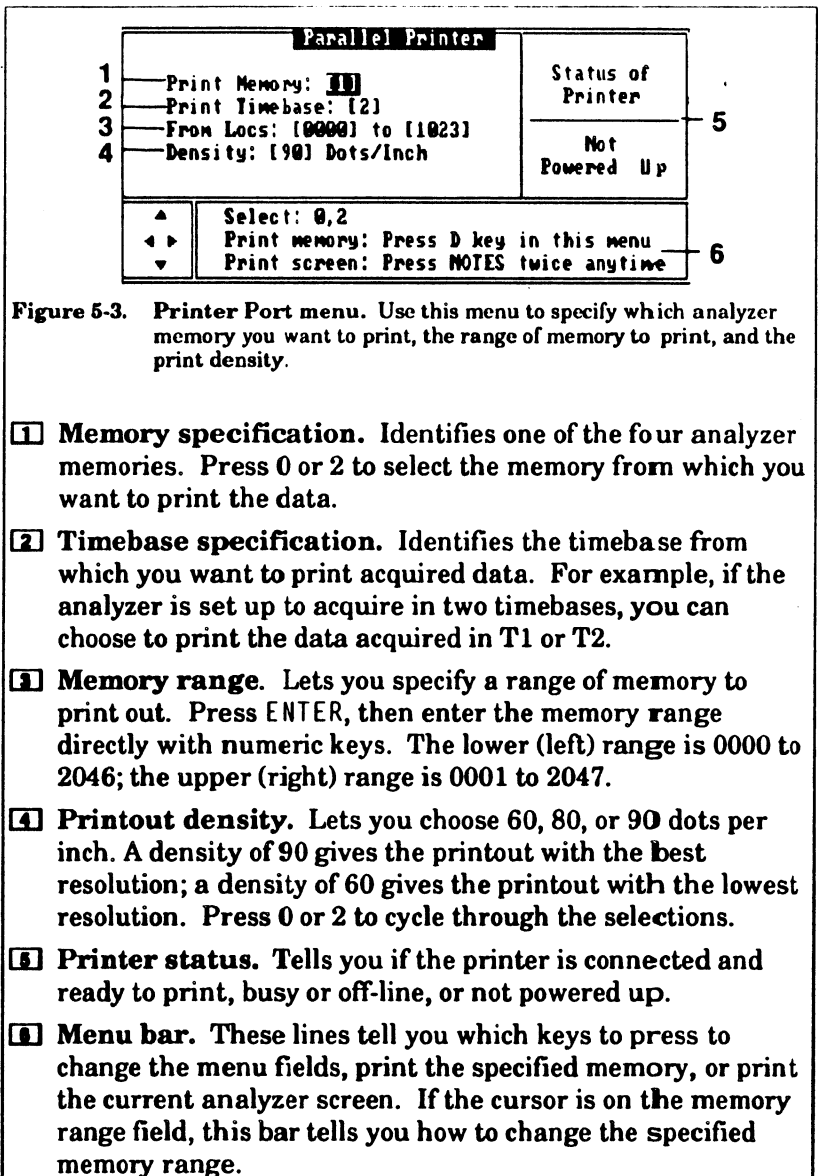 Parallel Printer
1 Print Memory: [1]
2 Print Timebase: [2]
3 From Locs: [0000] to [1023]
4 Density: [90] Dots/Inch
Status of
Printer
5
Not
Powered Up
Select: 0,2
Print memory: Press D key in this menu
Print screen: Press NOTES twice anytime
6
Figure 5-3. Printer Port menu. Use this menu to specify which analyzer
memory you want to print, the range of memory to print, and the
print density.
1 Memory specification. Identifies one of the four analyzer
memories. Press 0 or 2 to select the memory from which you
want to print the data.
2 Timebase specification. Identifies the timebase from
which you want to print acquired data. For example, if the
analyzer is set up to acquire in two timebases, you can
choose to print the data acquired in T1 or T2.
3 Memory range. Lets you specify a range of memory to
print out. Press ENTER, then enter the memory range
directly with numeric keys. The lower (left) range is 0000 to
2046; the upper (right) range is 0001 to 2047.
4 Printout density. Lets you choose 60, 80, or 90 dots per
inch. A density of 90 gives the printout with the best
resolution; a density of 60 gives the printout with the lowest
resolution. Press 0 or 2 to cycle through the selections.
5 Printer status. Tells you if the printer is connected and
ready to print, busy or off-line, or not powered up.
6 Menu bar. These lines tell you which keys to press to
change the menu fields, print the specified memory, or print
the current analyzer screen. If the cursor is on the memory
range field, this bar tells you how to change the specified
memory range.